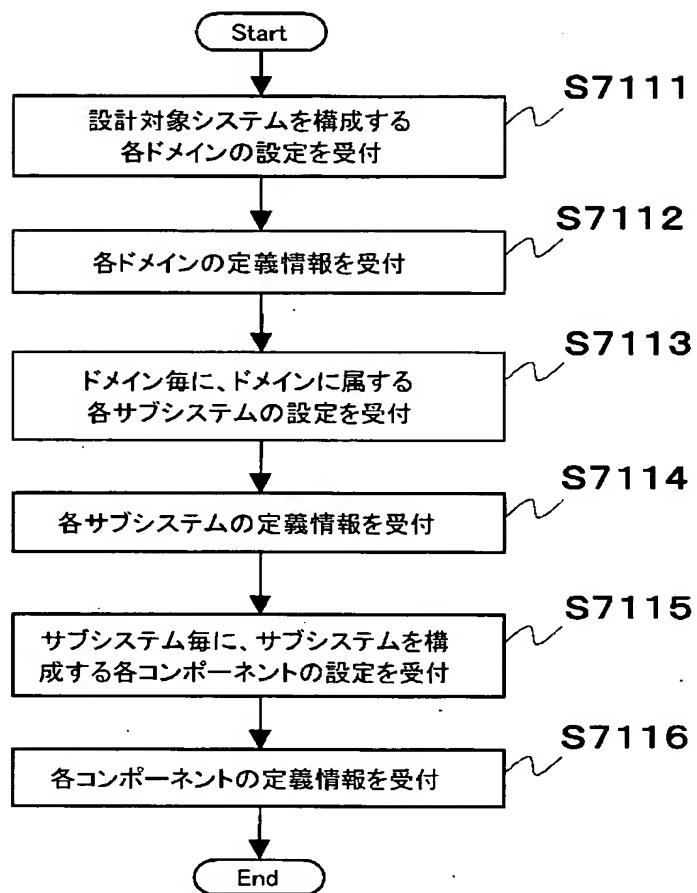 Start
設計対象システムを構成する
各ドメインの設定を受付
S7111
各ドメインの定義情報を受付
S7112
ドメイン毎に、ドメインに属する
各サブシステムの設定を受付
S7113
各サブシステムの定義情報を受付
S7114
サブシステム毎に、サブシステムを構
成する各コンポーネントの設定を受付
S7115
各コンポーネントの定義情報を受付
S7116
End